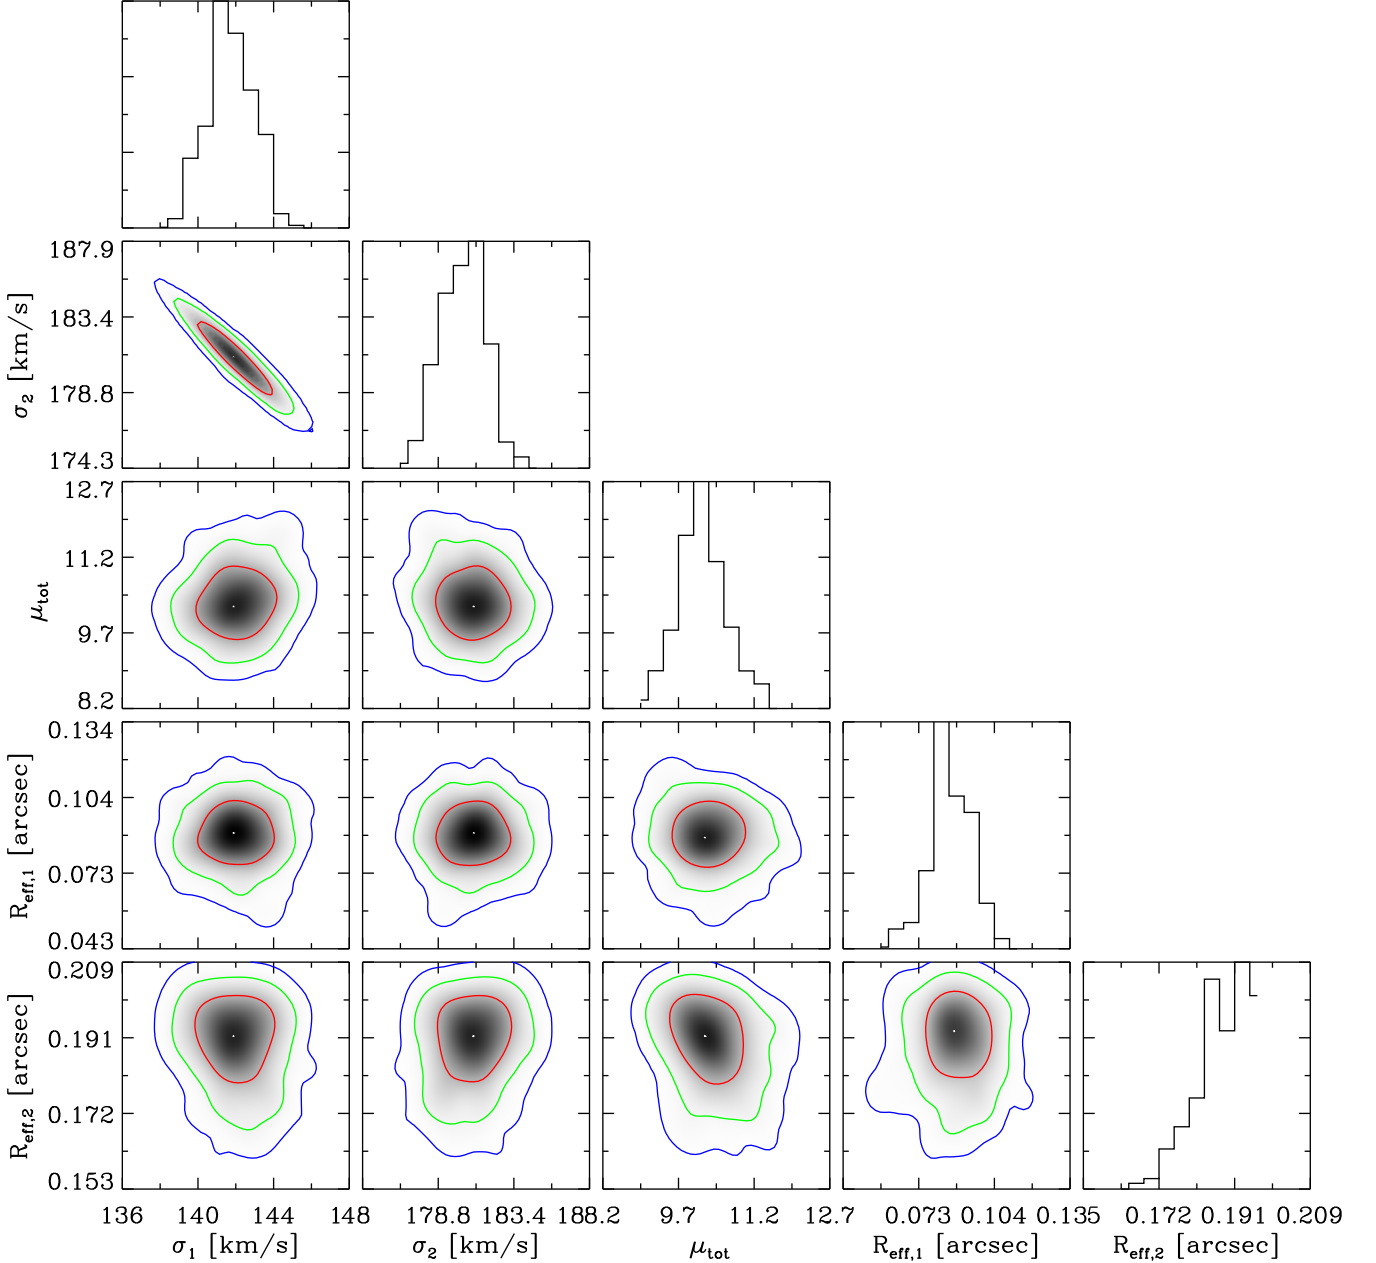 187.9
183.4
178.8
174.3
σ₂ [km/s]
12.7
11.2
9.7
8.2
μtot
0.134
0.104
0.073
0.043
Reff,1 [arcsec]
0.209
0.191
0.172
0.153
Reff,2 [arcsec]
136 140 144 148 178.8 183.4 188.2 9.7 11.2 12.7 0.073 0.104 0.135 0.172 0.191 0.209
σ₁ [km/s] σ₂ [km/s] μtot Reff,1 [arcsec] Reff,2 [arcsec]